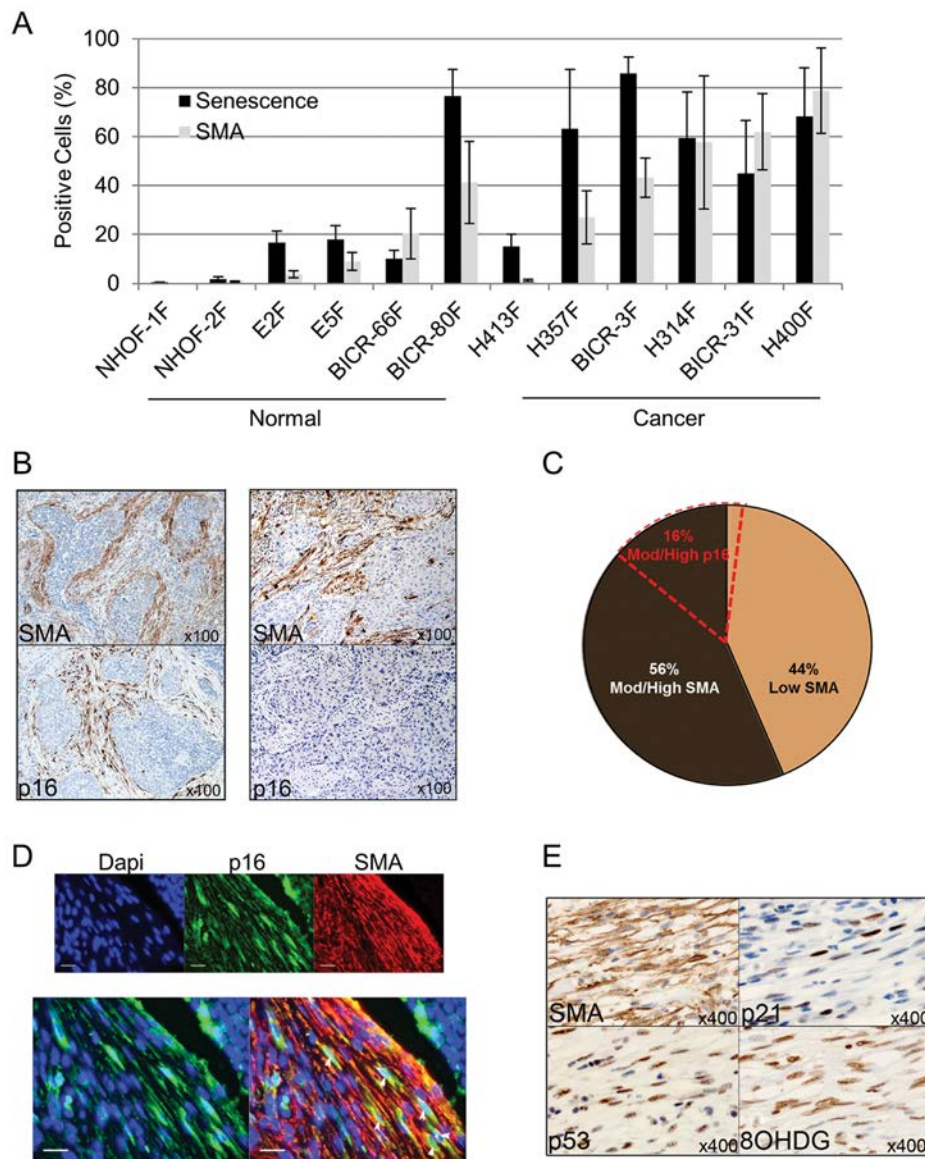 A
100
80
60
40
20
0
Positive Cells (%)
Senescence
SMA
NHOF-1F
NHOF-2F
E2F
E5F
BICR-66F
BICR-80F
H413F
H357F
BICR-3F
H314F
BICR-31F
H400F
Normal
Cancer
B
SMA
x100
SMA
x100
p16
x100
p16
x100
C
16%
Mod/High p16
56%
Mod/High SMA
44%
Low SMA
D
Dapi
p16
SMA
E
SMA
x400
p21
x400
p53
x400
8OHDG
x400